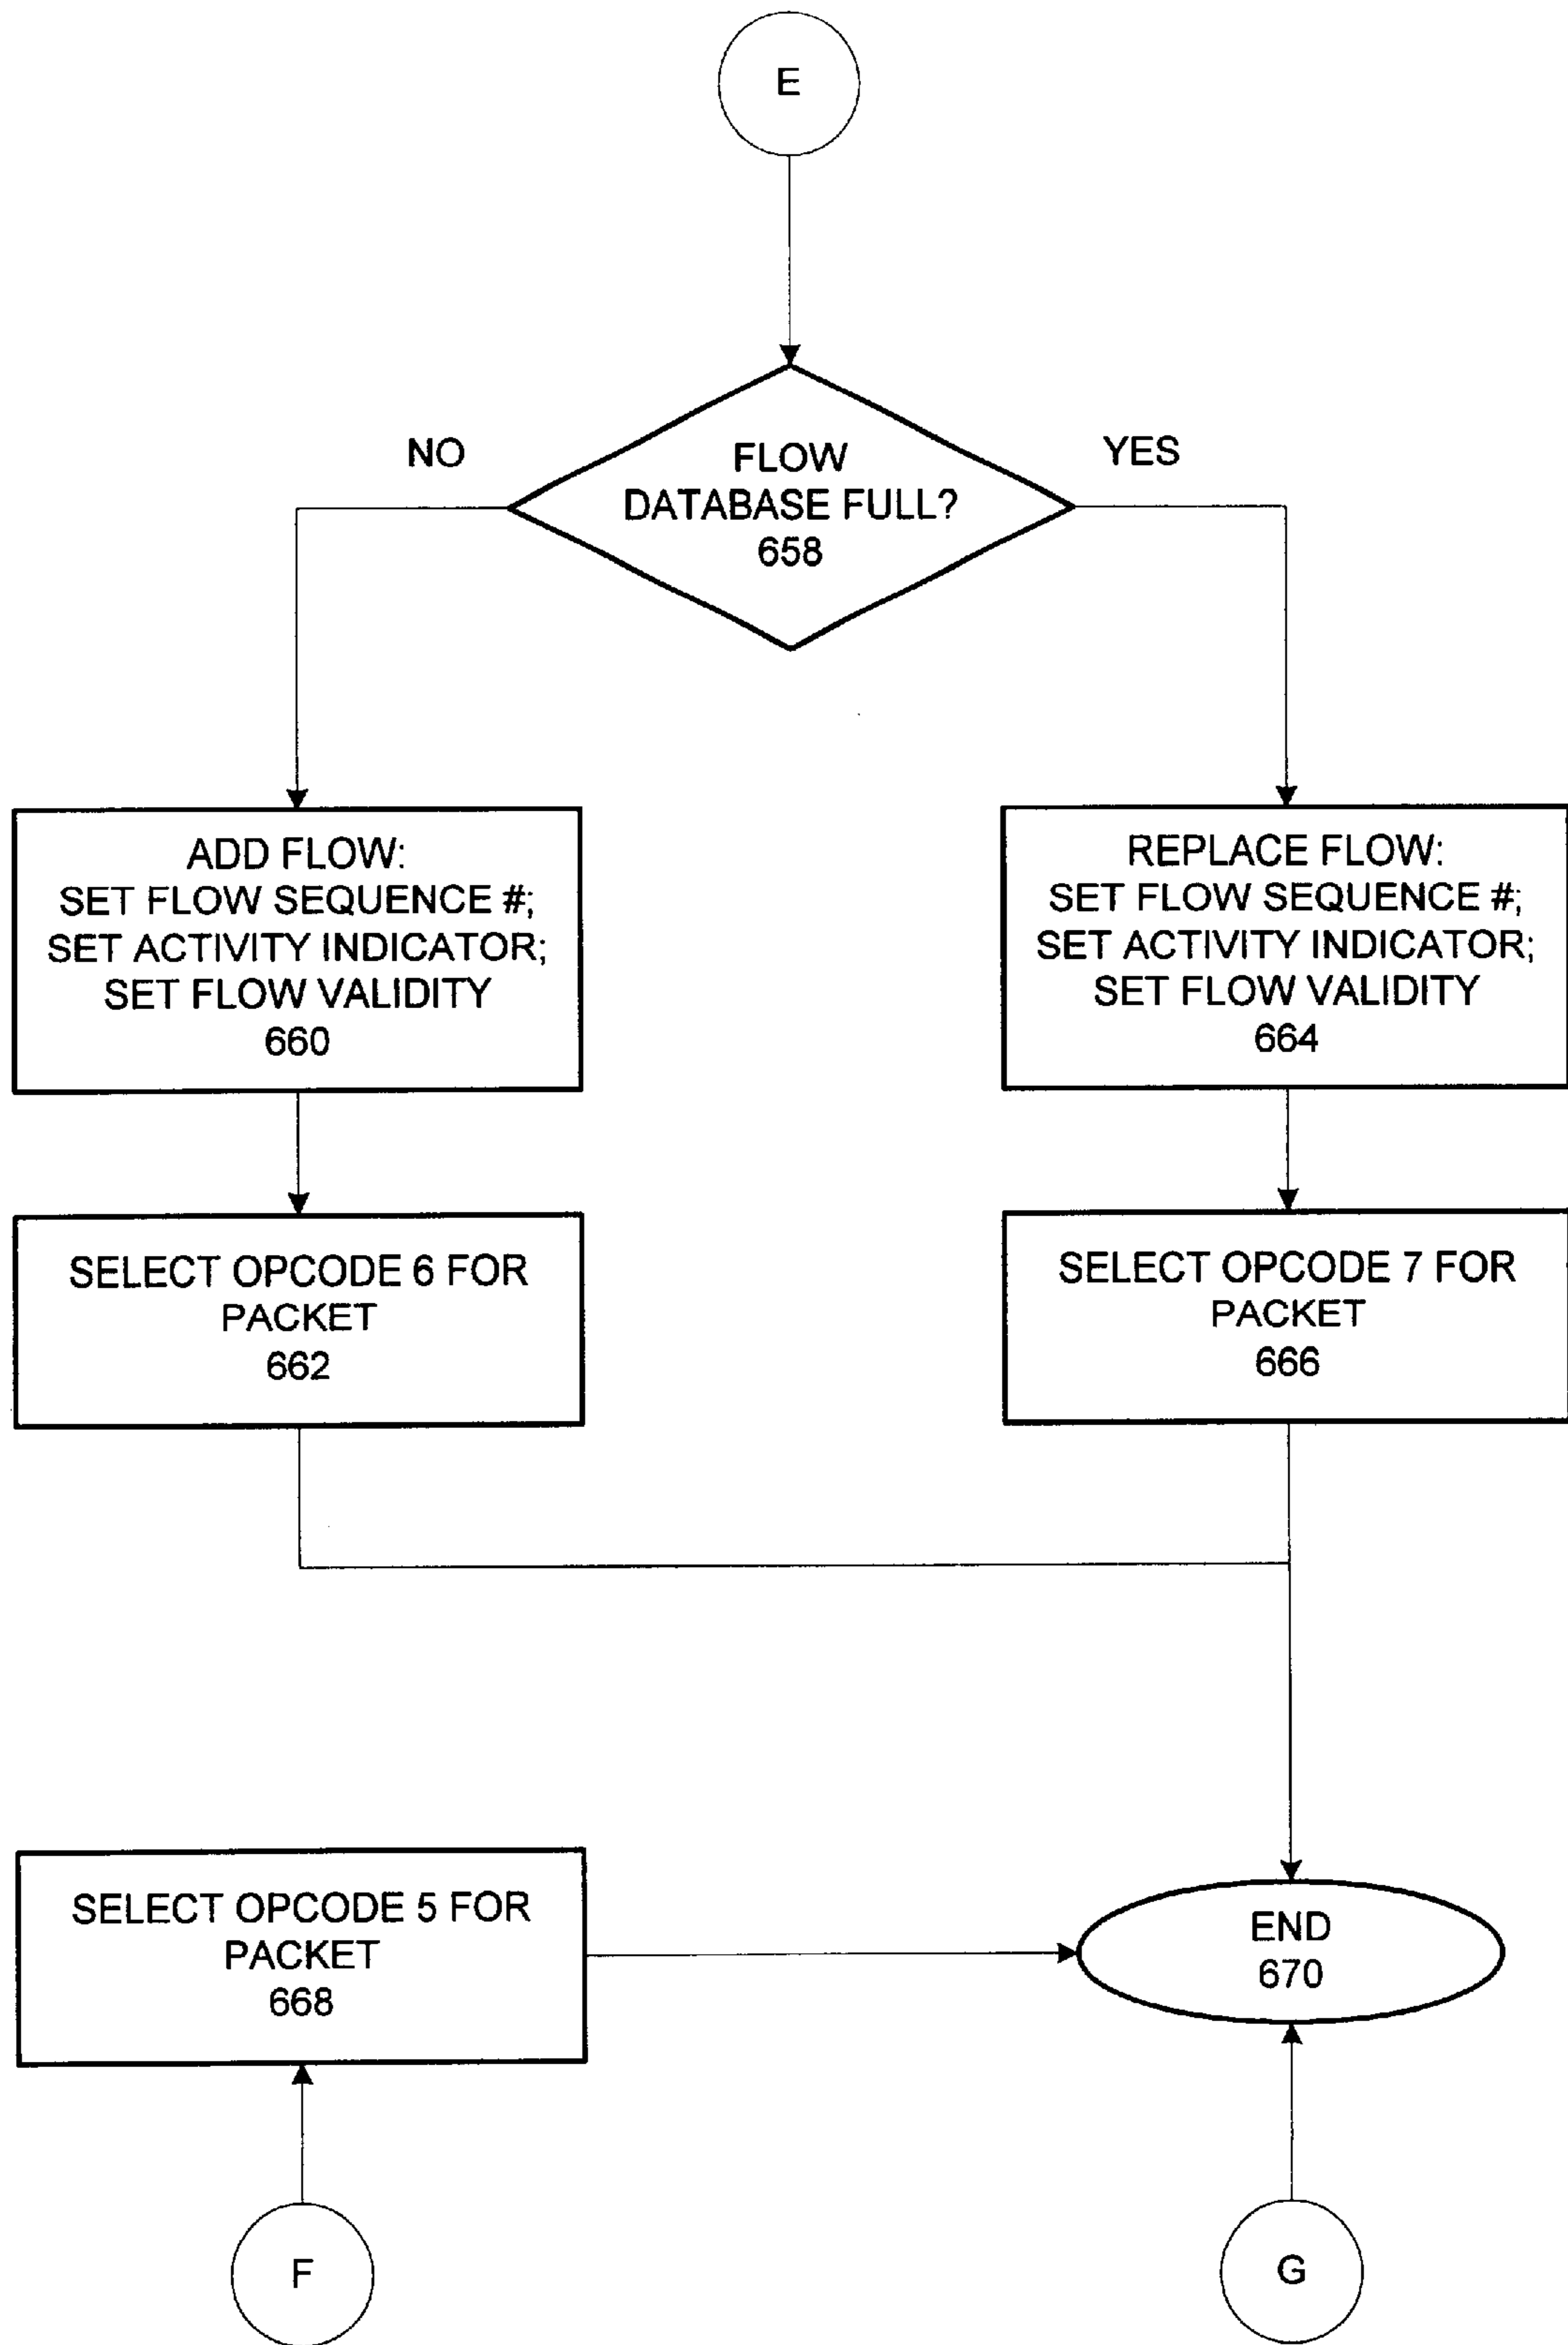 E
NO
YES
FLOW
DATABASE FULL?
658
ADD FLOW:
SET FLOW SEQUENCE #;
SET ACTIVITY INDICATOR;
SET FLOW VALIDITY
660
REPLACE FLOW:
SET FLOW SEQUENCE #;
SET ACTIVITY INDICATOR;
SET FLOW VALIDITY
664
SELECT OPCODE 6 FOR
PACKET
662
SELECT OPCODE 7 FOR
PACKET
666
SELECT OPCODE 5 FOR
PACKET
668
END
670
F
G